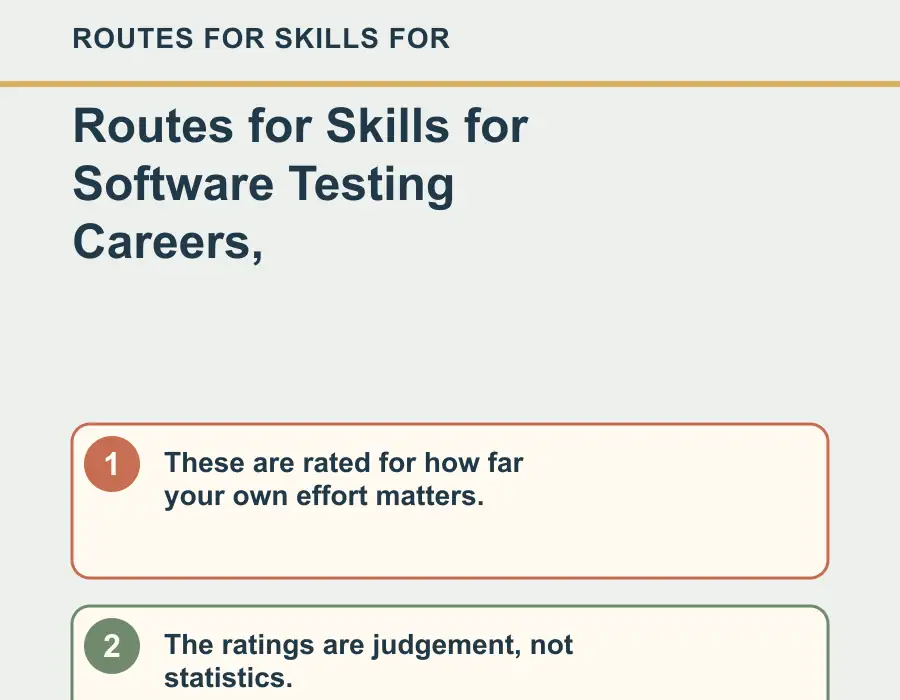 ROUTES FOR SKILLS FOR
Routes for Skills for
Software Testing
Careers,
1
These are rated for how far
your own effort matters.
2
The ratings are judgement, not
statistics.